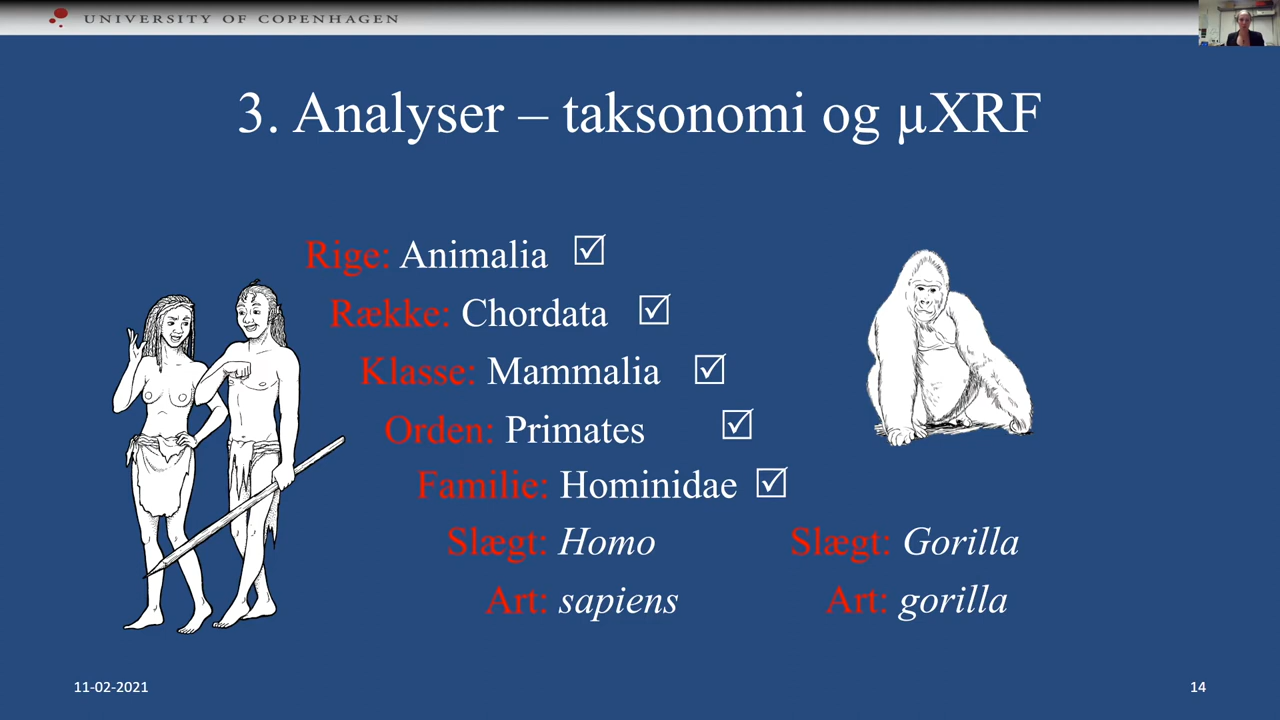 UNIVERSITY OF COPENHAGEN
3. Analyser – taksonomi og µXRF
Rige: Animalia ☑
Række: Chordata ☑
Klasse: Mammalia ☑
Orden: Primates ☑
Familie: Hominidae ☑
Slægt: Homo Slægt: Gorilla
Art: sapiens Art: gorilla
11-02-2021 14